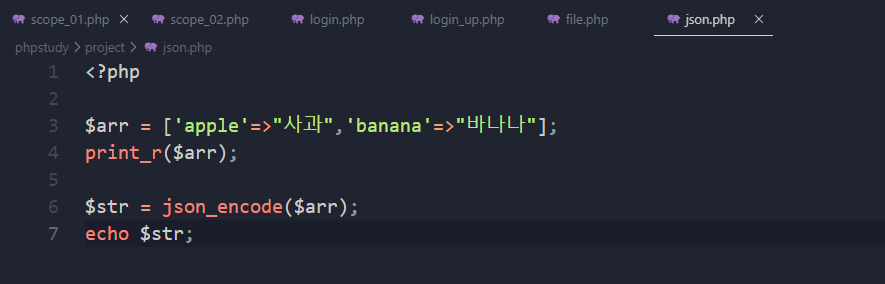 scope_01.php scope_02.php login.php login_up.php file.php json.php
phpstudy > project > json.php
1 <?php
2
3 $arr = ['apple'=>"사과",'banana'=>"바나나"];
4 print_r($arr);
5
6 $str = json_encode($arr);
7 echo $str;